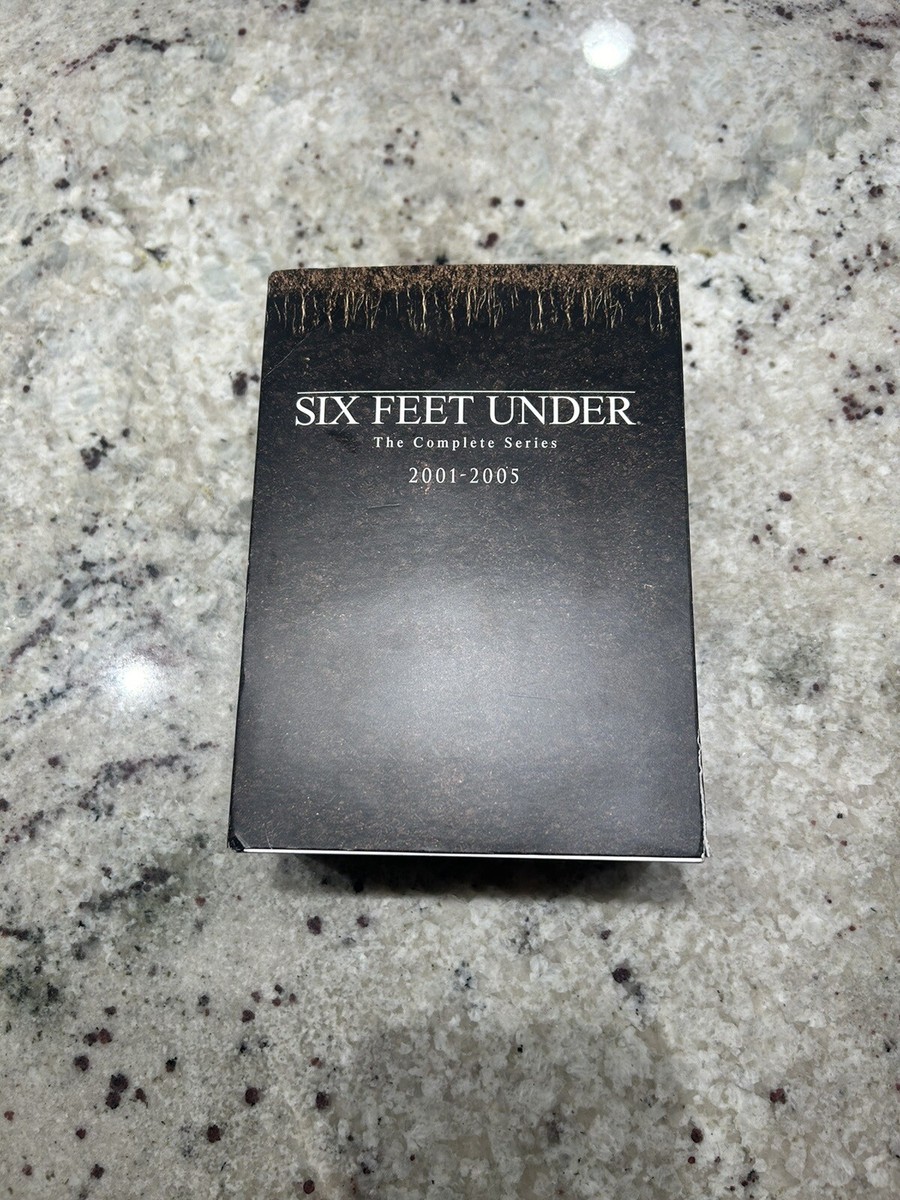 SIX FEET UNDER
The Complete Series
2001-2005